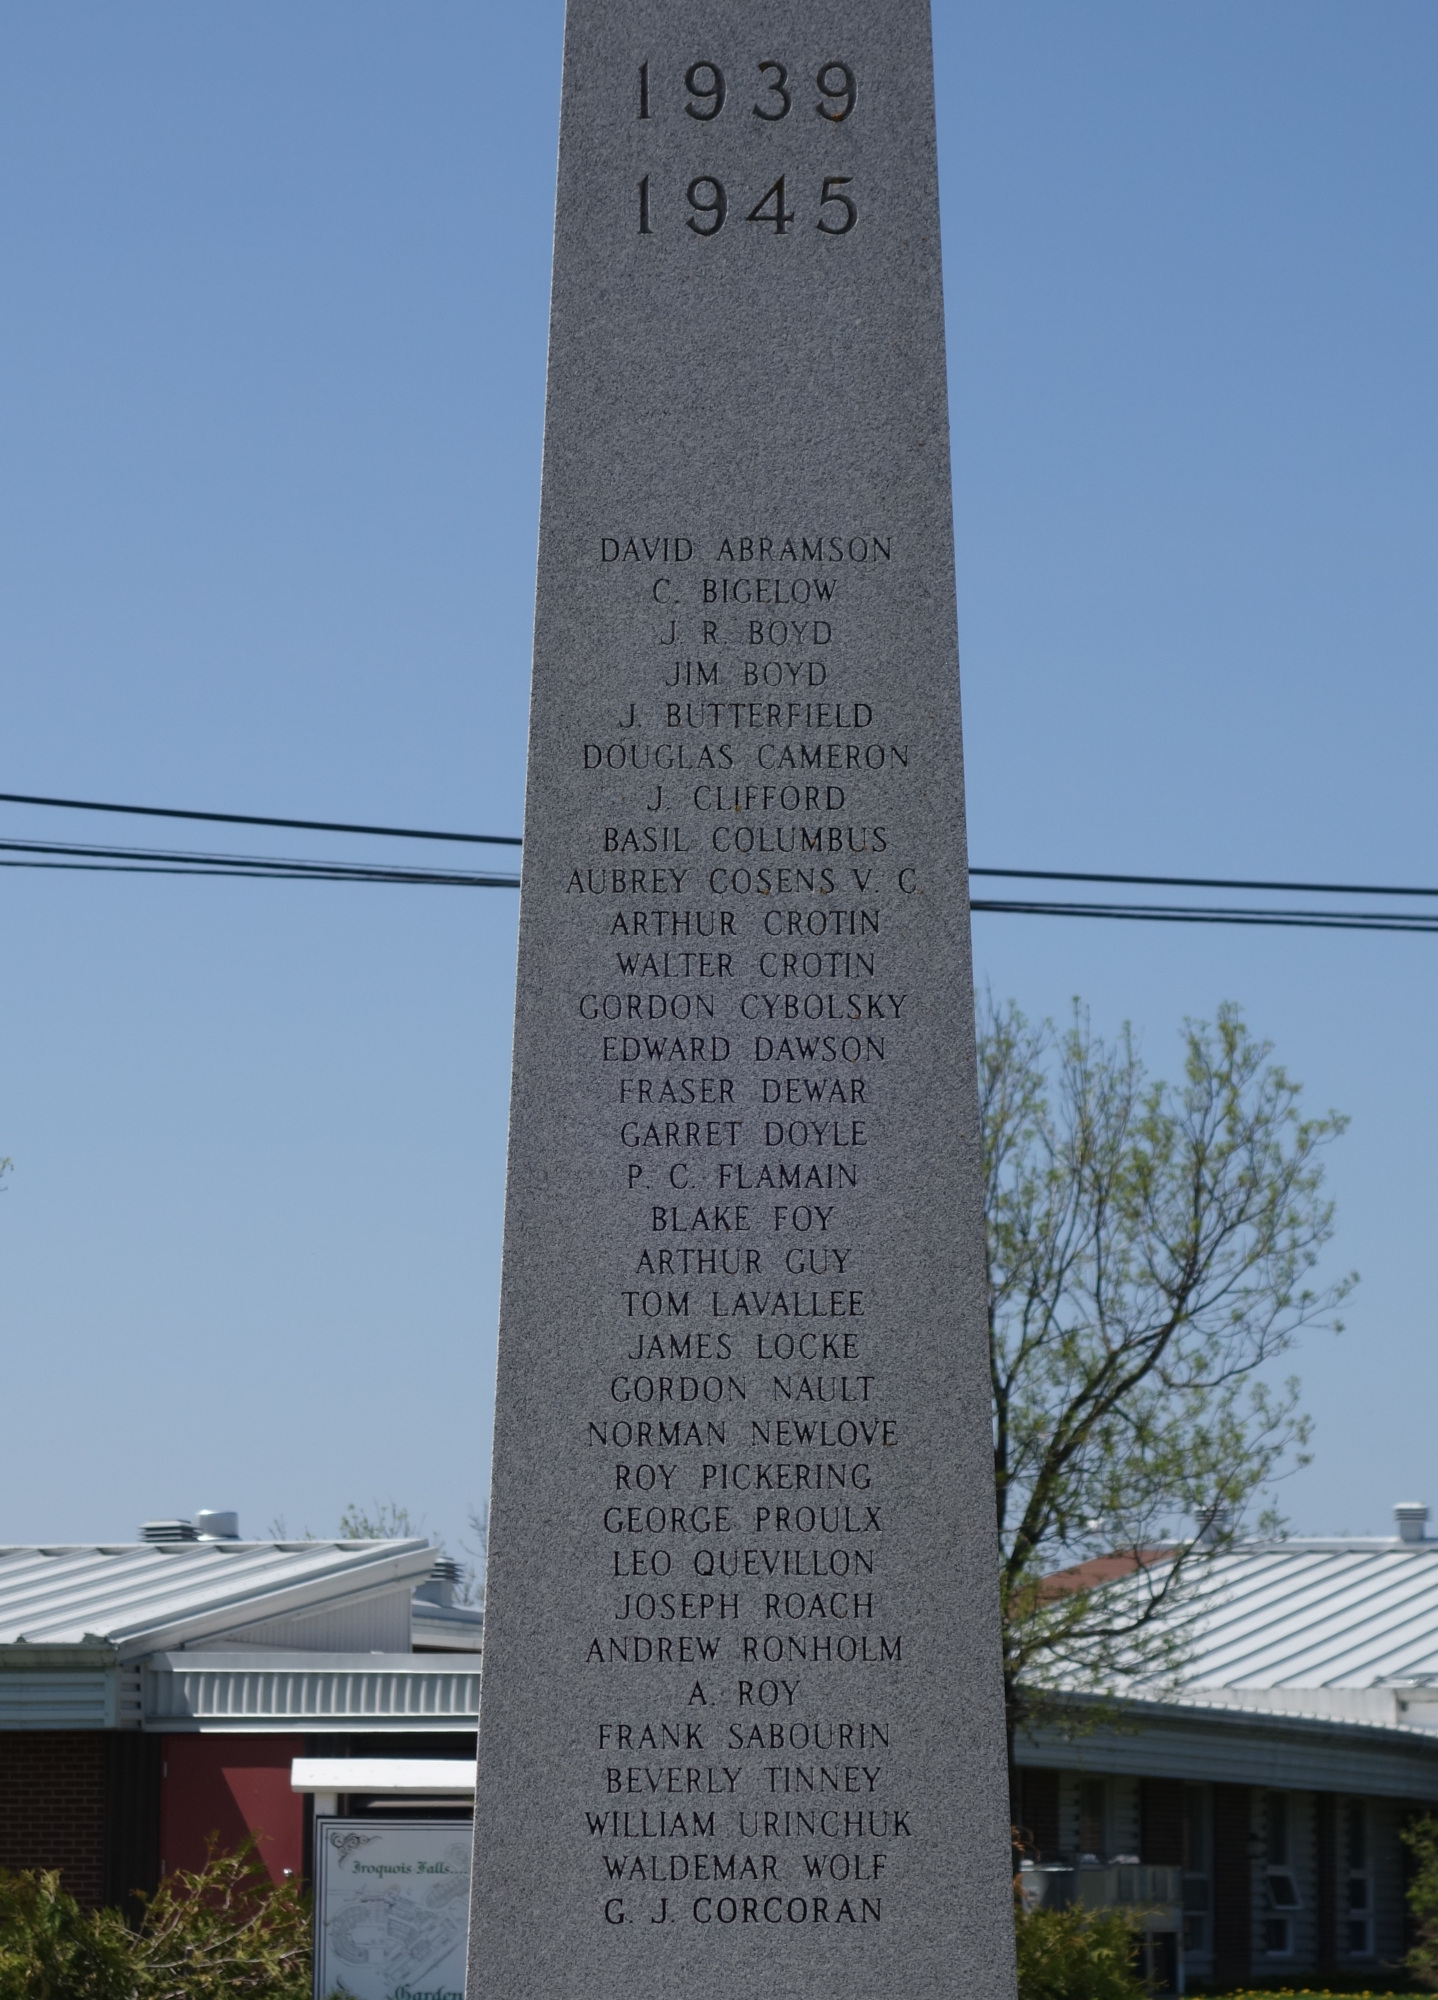 1939
1945
DAVID ABRAMSON
C. BIGELOW
J. R. BOYD
JIM BOYD
J. BUTTERFIELD
DOUGLAS CAMERON
J. CLIFFORD
BASIL COLUMBUS
AUBREY COSENS V. C.
ARTHUR CROTIN
WALTER CROTIN
GORDON CYBOLSKY
EDWARD DAWSON
FRASER DEWAR
GARRET DOYLE
P. C. FLAMAIN
BLAKE FOY
ARTHUR GUY
TOM LAVALLEE
JAMES LOCKE
GORDON NAULT
NORMAN NEWLOVE
ROY PICKERING
GEORGE PROULX
LEO QUEVILLON
JOSEPH ROACH
ANDREW RONHOLM
A. ROY
FRANK SABOURIN
BEVERLY TINNEY
WILLIAM URINCHUK
WALDEMAR WOLF
G. J. CORCORAN
Iroquois Falls...
Garden